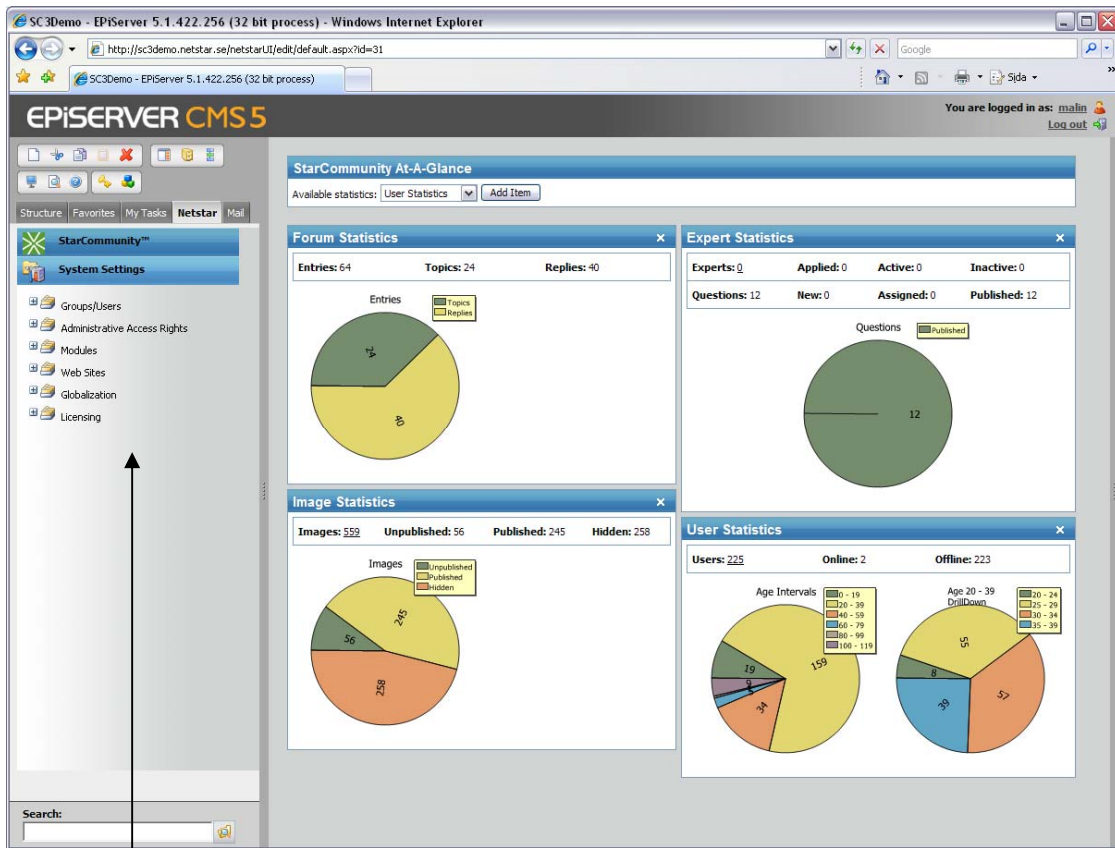 SC3Demo - EPiServer 5.1.422.256 (32 bit process) - Windows Internet Explorer
http://sc3demo.netstar.se/netstarUI/edit/default.aspx?id=31
Google
SC3Demo - EPiServer 5.1.422.256 (32 bit process)
Sida
EPiSERVER CMS 5
You are logged in as: malin
Log out
Structure Favorites My Tasks Netstar Mail
StarCommunity™
System Settings
Groups/Users
Administrative Access Rights
Modules
Web Sites
Globalization
Licensing
Search:
StarCommunity At-A-Glance
Available statistics: User Statistics Add Item
Forum Statistics
Entries: 64 Topics: 24 Replies: 40
Entries
Topics
Replies
24
40
Expert Statistics
Experts: 0 Applied: 0 Active: 0 Inactive: 0
Questions: 12 New: 0 Assigned: 0 Published: 12
Questions
Published
12
Image Statistics
Images: 559 Unpublished: 56 Published: 245 Hidden: 258
Images
Unpublished
Published
Hidden
245
56
258
User Statistics
Users: 225 Online: 2 Offline: 223
Age Intervals
0 - 19
20 - 39
40 - 59
60 - 79
80 - 99
100 - 119
159
19
9
34
Age 20 - 39
DrillDown
20 - 24
25 - 29
30 - 34
35 - 39
55
8
39
57